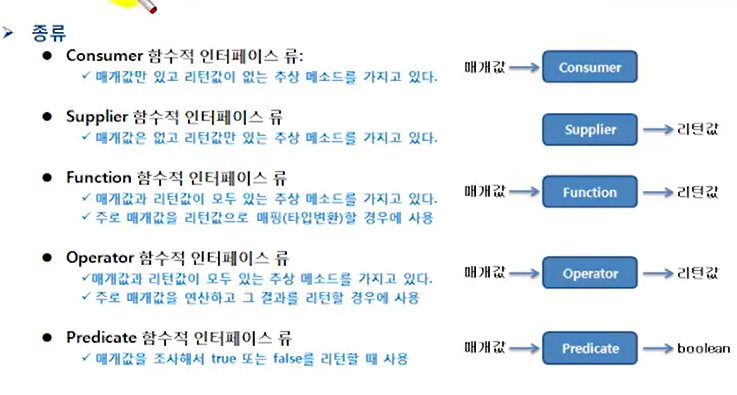 종류
Consumer 함수적 인터페이스 류:
✓ 매개값만 있고 리턴값이 없는 추상 메소드를 가지고 있다.
매개값 Consumer
Supplier 함수적 인터페이스 류
✓ 매개값은 없고 리턴값만 있는 추상 메소드를 가지고 있다.
Supplier 리턴값
Function 함수적 인터페이스 류
✓ 매개값과 리턴값이 모두 있는 추상 메소드를 가지고 있다.
✓ 주로 매개값을 리턴값으로 매핑(타입변환)할 경우에 사용
매개값 Function 리턴값
Operator 함수적 인터페이스 류
✓매개값과 리턴값이 모두 있는 추상 메소드를 가지고 있다.
✓ 주로 매개값을 연산하고 그 결과를 리턴할 경우에 사용
매개값 Operator 리턴값
Predicate 함수적 인터페이스 류
✓ 매개값을 조사해서 true 또는 false를 리턴할 때 사용
매개값 Predicate boolean